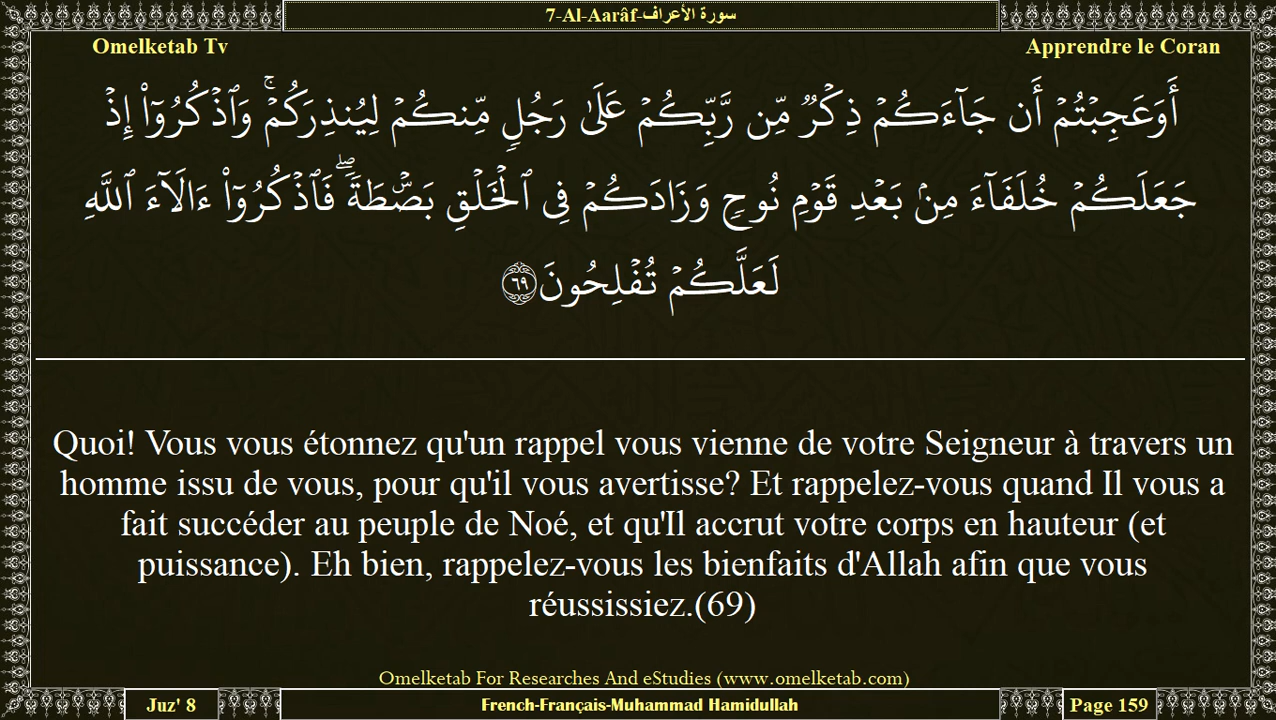 7-Al-Aarâf-سورة الأعراف
Omelketab Tv
Apprendre le Coran
أَوَعَجِبْتُمْ أَن جَآءَكُمْ ذِكْرٌ مِّن رَّبِّكُمْ عَلَىٰ رَجُلٍ مِّنكُمْ لِيُنذِرَكُمْ ۚ وَٱذْكُرُوٓا۟ إِذْ
جَعَلَكُمْ خُلَفَآءَ مِنۢ بَعْدِ قَوْمِ نُوحٍ وَزَادَكُمْ فِى ٱلْخَلْقِ بَصْۜطَةً ۖ فَٱذْكُرُوٓا۟ ءَالَآءَ ٱللَّهِ
لَعَلَّكُمْ تُفْلِحُونَ ٦٩
Quoi! Vous vous étonnez qu'un rappel vous vienne de votre Seigneur à travers un
homme issu de vous, pour qu'il vous avertisse? Et rappelez-vous quand Il vous a
fait succéder au peuple de Noé, et qu'Il accrut votre corps en hauteur (et
puissance). Eh bien, rappelez-vous les bienfaits d'Allah afin que vous
réussissiez.(69)
Omelketab For Researches And eStudies (www.omelketab.com)
Juz' 8
French-Français-Muhammad Hamidullah
Page 159